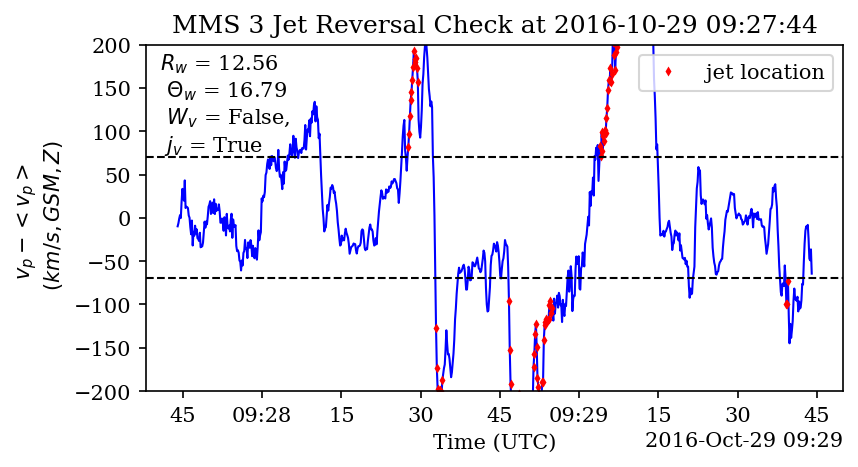 MMS 3 Jet Reversal Check at 2016-10-29 09:27:44
R_w = 12.56
Θ_w = 16.79
W_v = False,
j_v = True
jet location
v_p - < v_p >
(km/s, GSM, Z)
200
150
100
50
0
−50
−100
−150
−200
45 09:28 15 30 45 09:29 15 30 45
Time (UTC)
2016-Oct-29 09:29